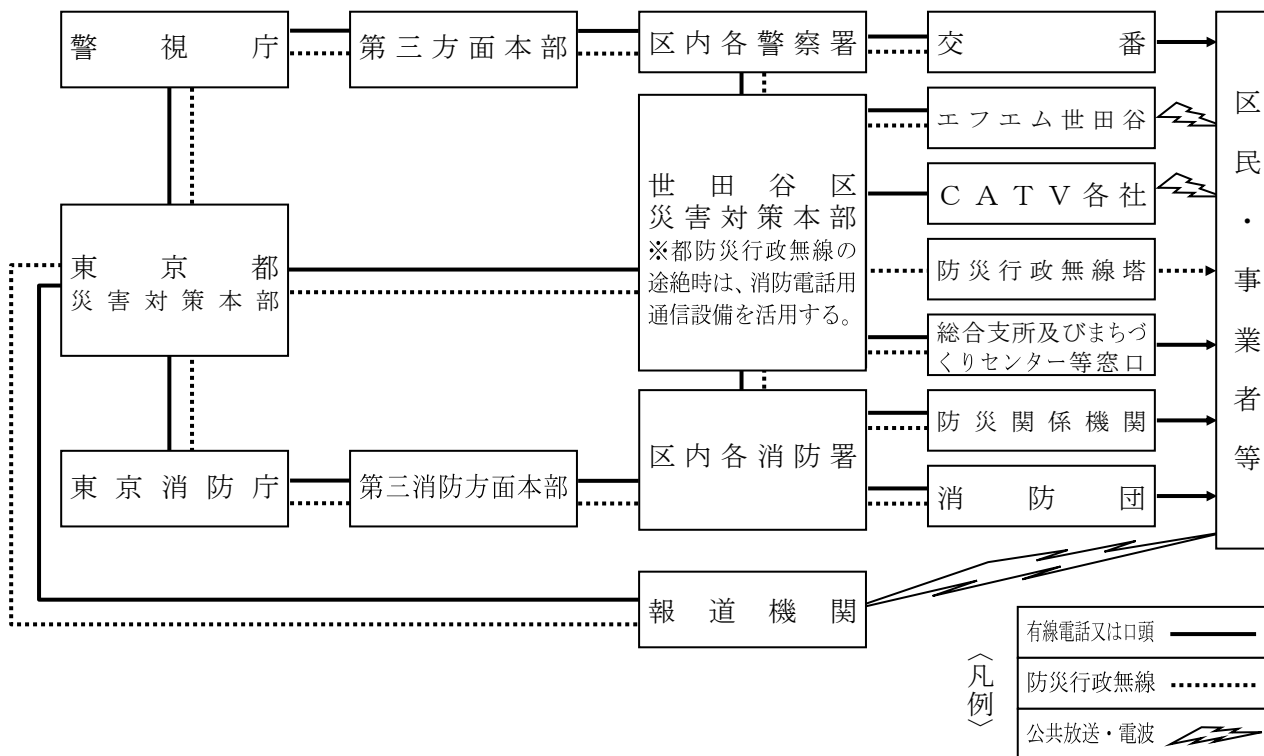 警視庁
第三方面本部
区内各警察署
交番
エフエム世田谷
世田谷区
災害対策本部
※都防災行政無線の
途絶時は、消防電話用
通信設備を活用する。
CATV各社
東京都
災害対策本部
防災行政無線塔
総合支所及びまちづ
くりセンター等窓口
防災関係機関
区内各消防署
東京消防庁
第三消防方面本部
消防団
区民・事業者等
報道機関
〈凡例〉
有線電話又は口頭
防災行政無線
公共放送・電波